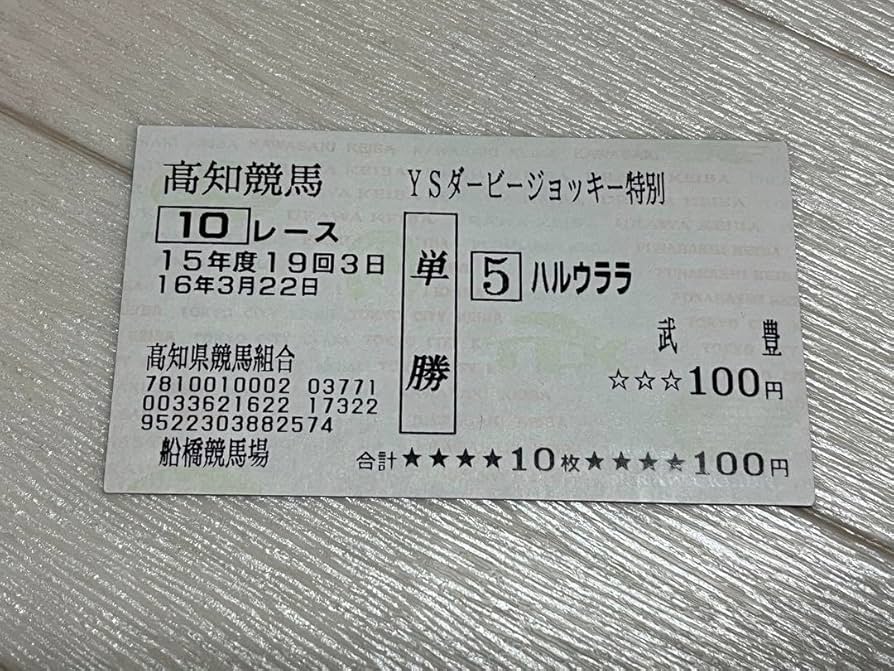 高知競馬 YSダービージョッキー特別
10 レース
15年度19回3日
16年3月22日
単勝
5 ハルウララ
武 豊
☆☆☆100円
高知県競馬組合
7810010002 03771
0033621622 17322
9522303882574
船橋競馬場
合計★★★★10枚★★★★100円